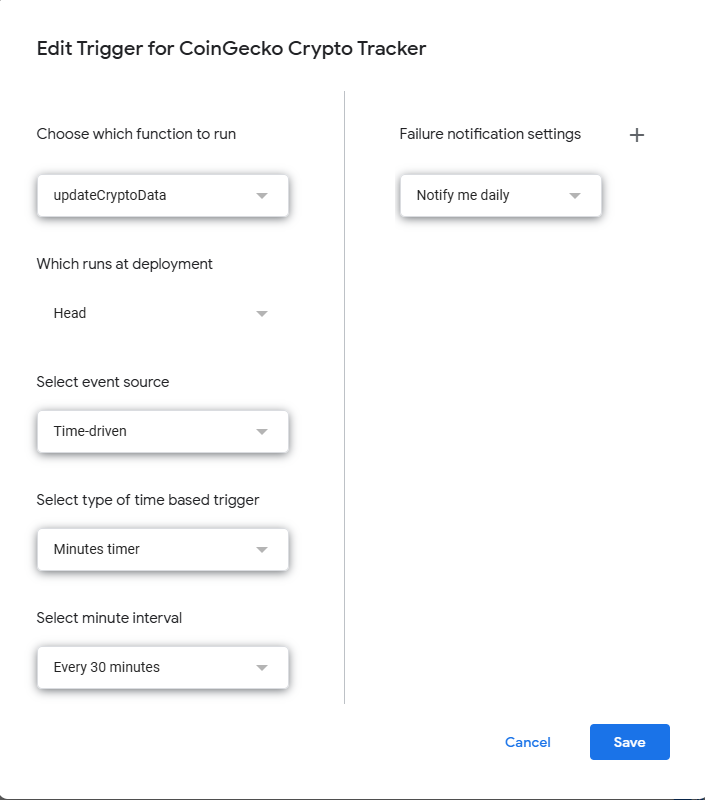 Edit Trigger for CoinGecko Crypto Tracker
Choose which function to run
updateCryptoData
Which runs at deployment
Head
Select event source
Time-driven
Select type of time based trigger
Minutes timer
Select minute interval
Every 30 minutes
Failure notification settings
Notify me daily
Cancel
Save